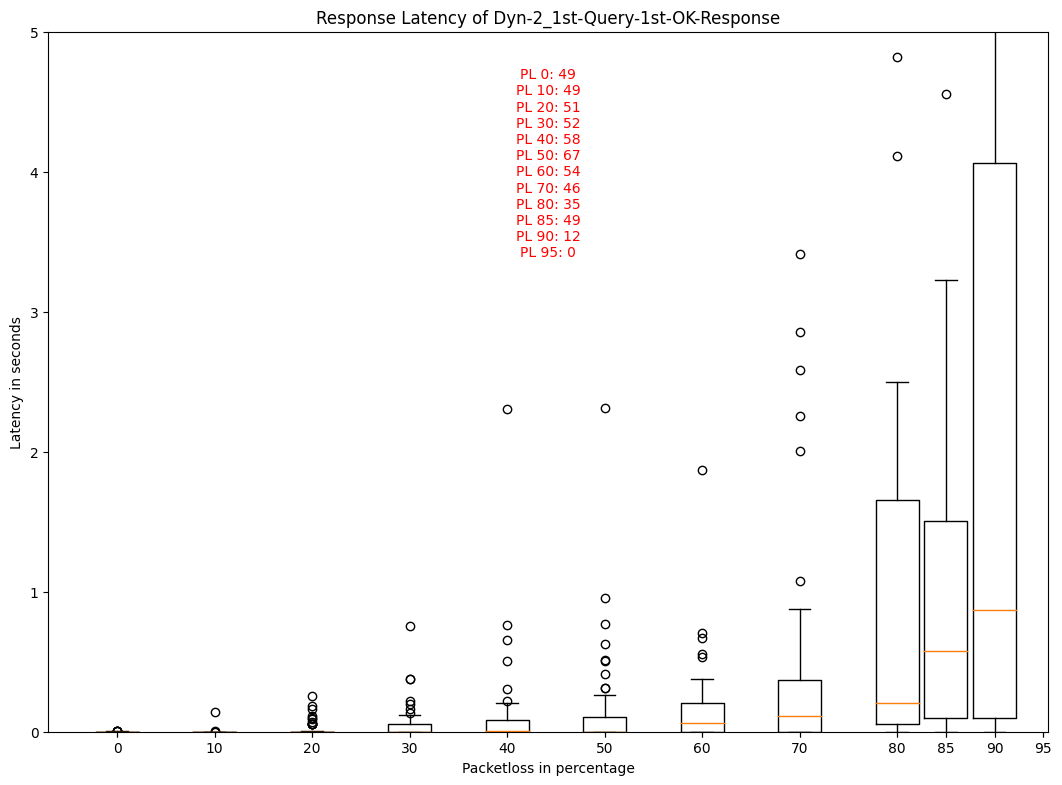 Response Latency of Dyn-2_1st-Query-1st-OK-Response
5
4
3
2
1
0
Latency in seconds
PL 0: 49
PL 10: 49
PL 20: 51
PL 30: 52
PL 40: 58
PL 50: 67
PL 60: 54
PL 70: 46
PL 80: 35
PL 85: 49
PL 90: 12
PL 95: 0
0 10 20 30 40 50 60 70 80 85 90 95
Packetloss in percentage